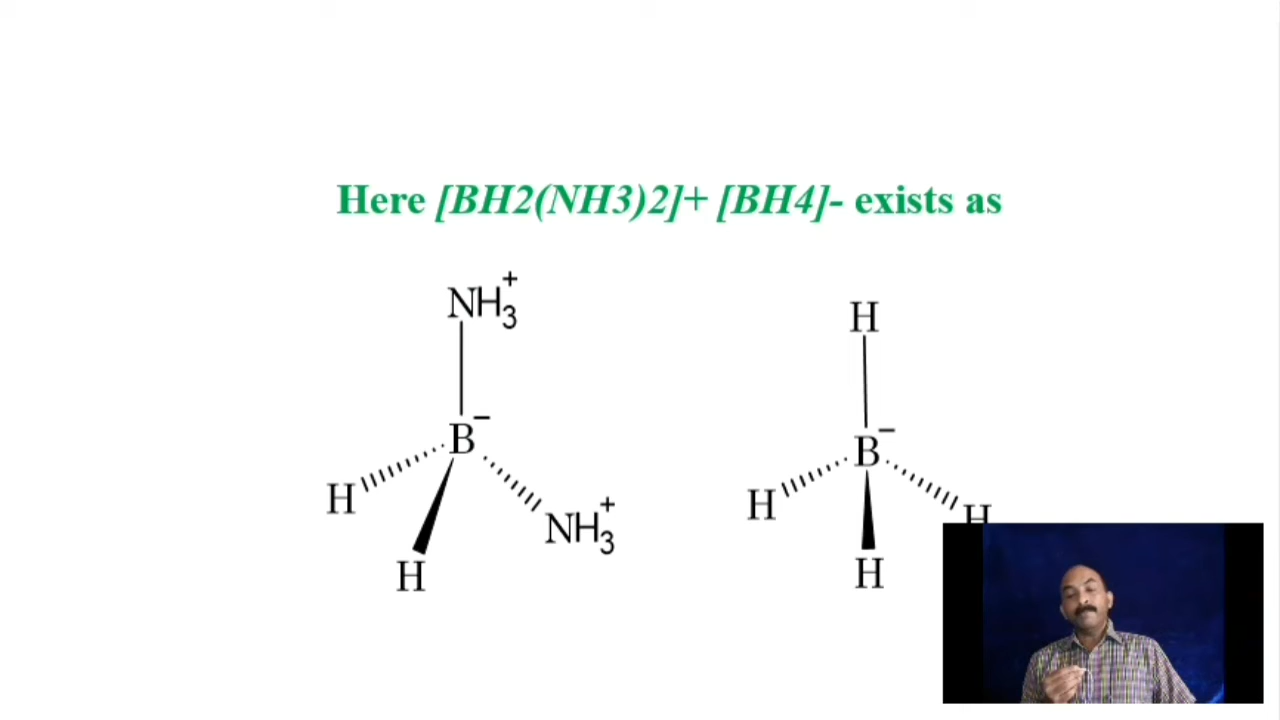 Here [BH2(NH3)2]+ [BH4]- exists as
NH3+
H
B−
B−
H
NH3+
H
H
H
H
H